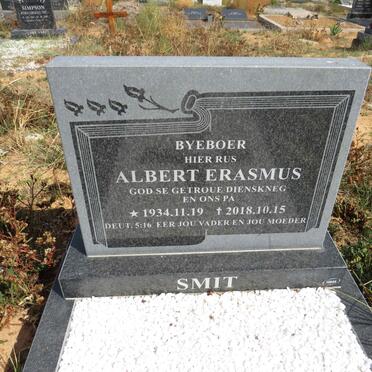 SIMPSON
BYEBOER
HIER RUS
ALBERT ERASMUS
GOD SE GETROUE DIENSKNEG
EN ONS PA
★ 1934.11.19 ✝ 2018.10.15
DEUT. 5:16 EER JOU VADER EN JOU MOEDER
SMIT